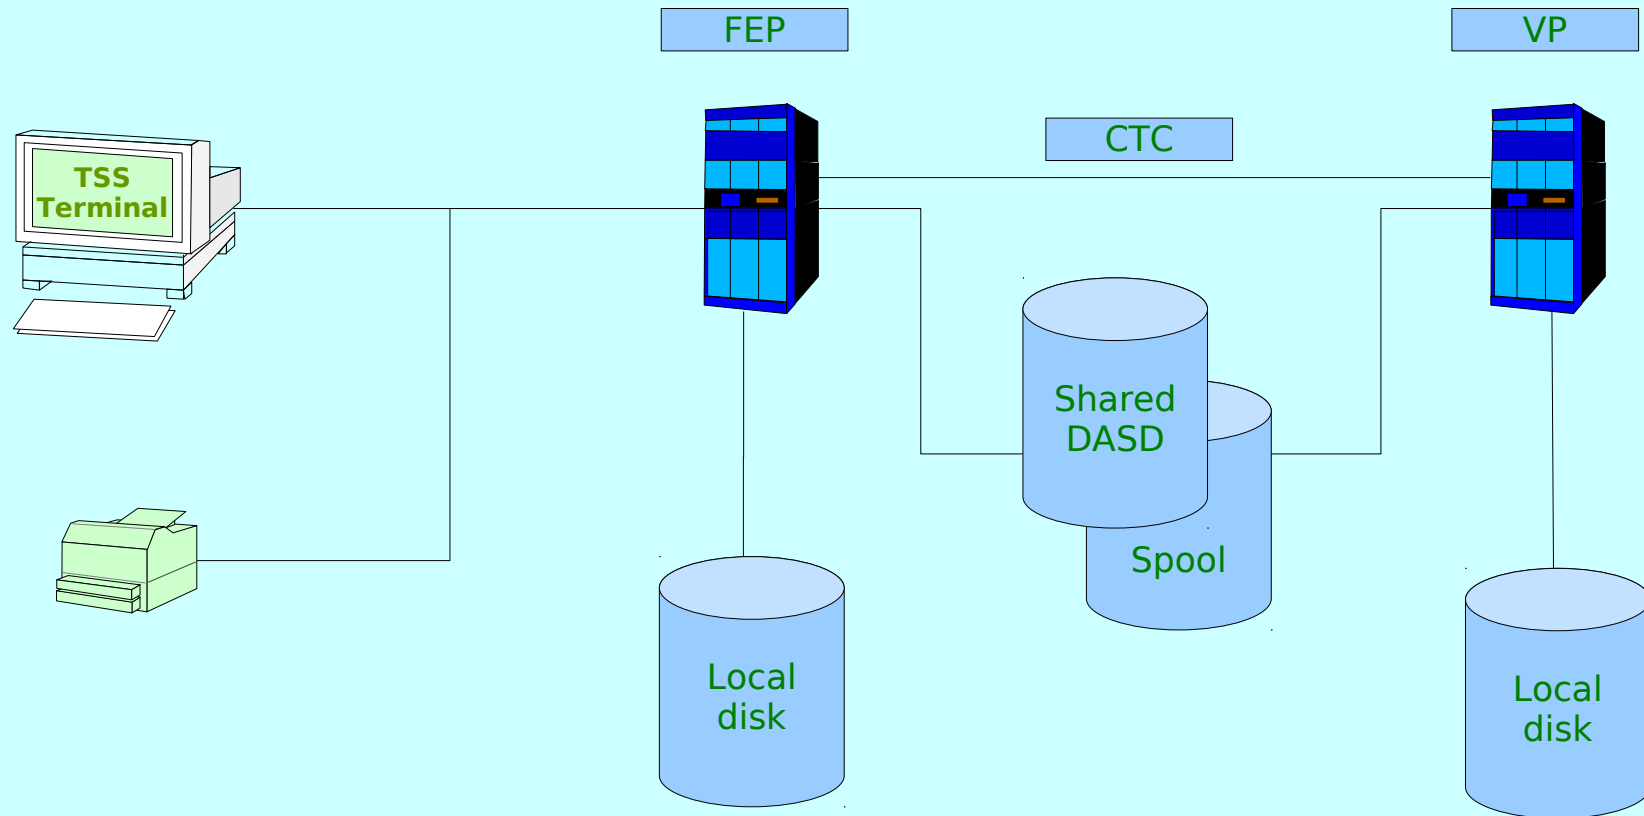 FEP
VP
CTC
TSS
Terminal
Shared
DASD
Spool
Local
disk
Local
disk